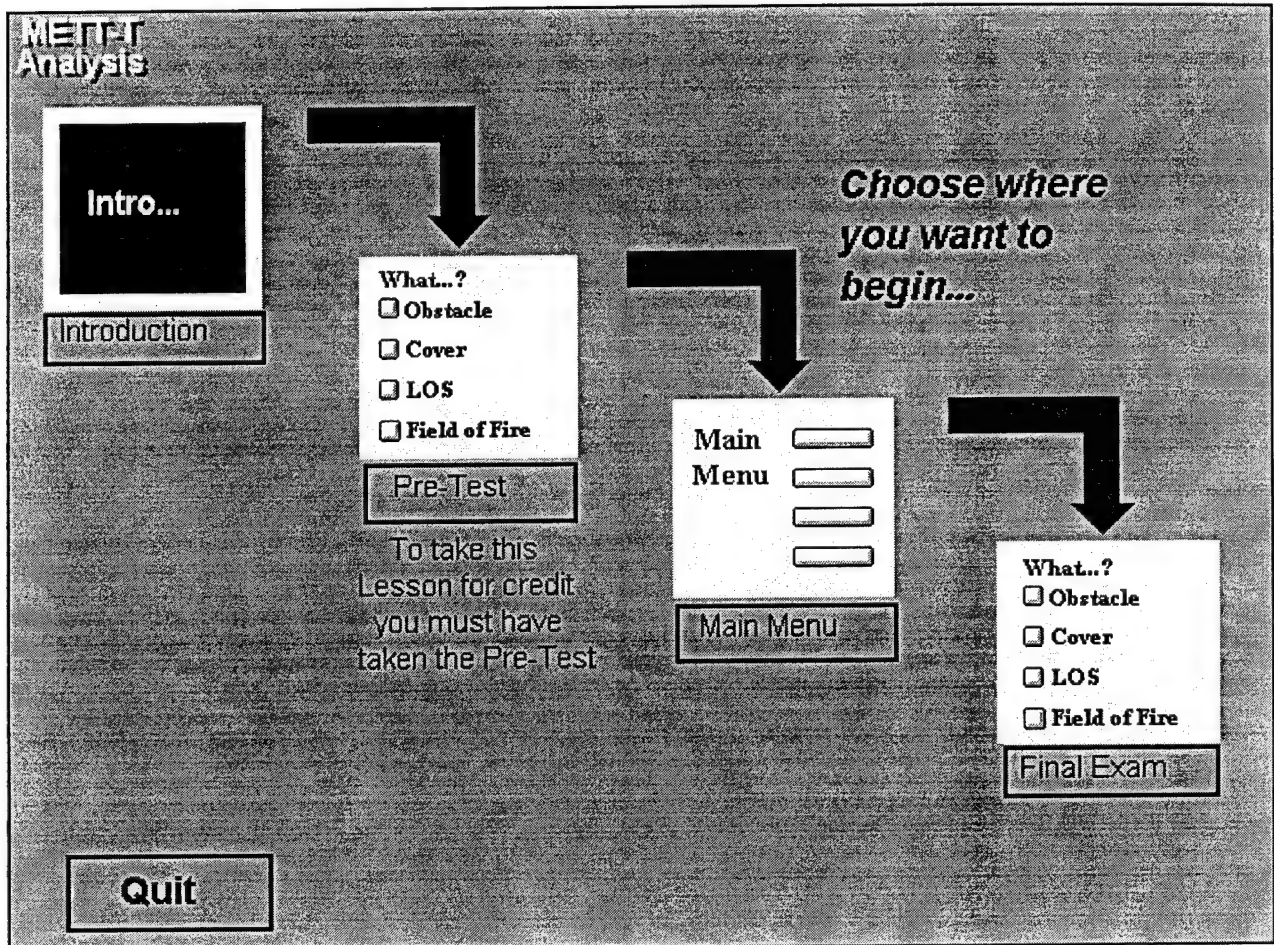 METT-T
Analysis
Intro...
Introduction
Choose where
you want to
begin...
What...?
Obstacle
Cover
LOS
Field of Fire
Pre-Test
To take this
Lesson for credit
you must have
taken the Pre-Test
Main
Menu
Main Menu
What...?
Obstacle
Cover
LOS
Field of Fire
Final Exam
Quit